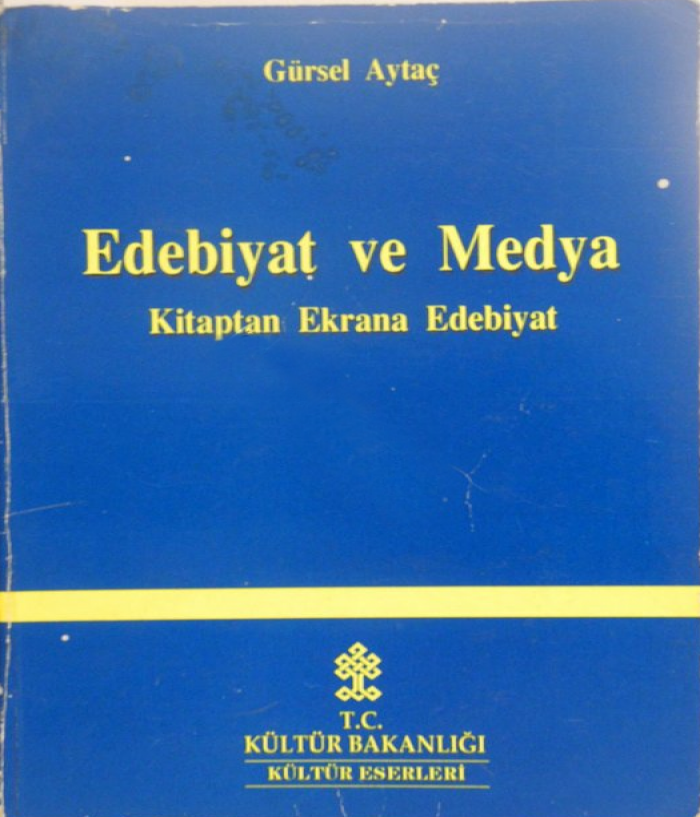 Gürsel Aytaç
Edebiyat ve Medya
Kitaptan Ekrana Edebiyat
T.C.
KÜLTÜR BAKANLIĞI
KÜLTÜR ESERLERİ